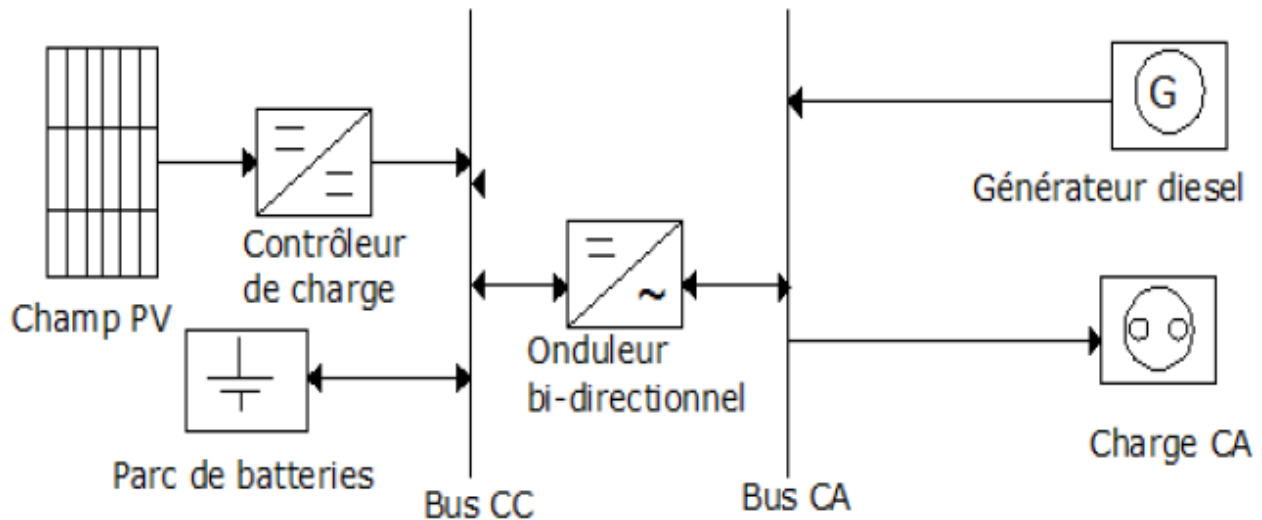 G
Générateur diesel
Contrôleur
de charge
Champ PV
~
Onduleur
bi-directionnel
Parc de batteries
Charge CA
Bus CC
Bus CA